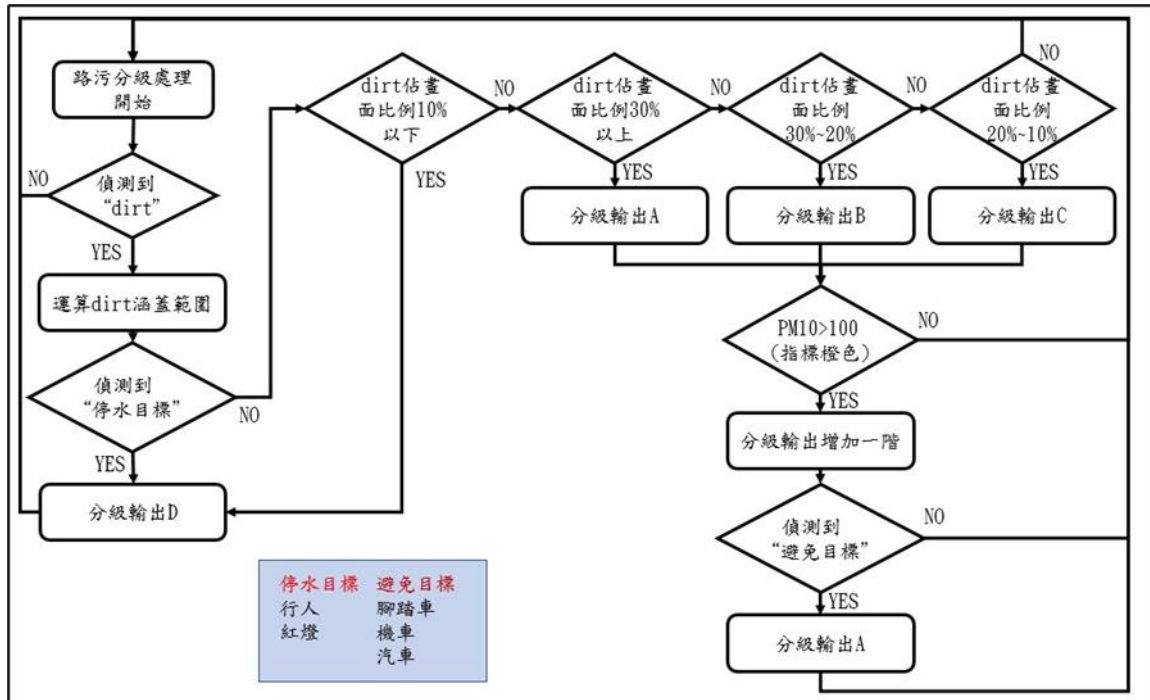 路污分級處理
開始
偵測到
“dirt”
NO
YES
運算dirt涵蓋範圍
偵測到
“停水目標”
NO
YES
分級輸出D
dirt佔畫
面比例10%
以下
NO
YES
dirt佔畫
面比例30%
以上
NO
YES
分級輸出A
dirt佔畫
面比例
30%~20%
NO
YES
分級輸出B
dirt佔畫
面比例
20%~10%
NO
YES
分級輸出C
PM10>100
(指標橙色)
NO
YES
分級輸出增加一階
偵測到
“避免目標”
NO
YES
分級輸出A
停水目標 避免目標
行人 腳踏車
紅燈 機車
汽車